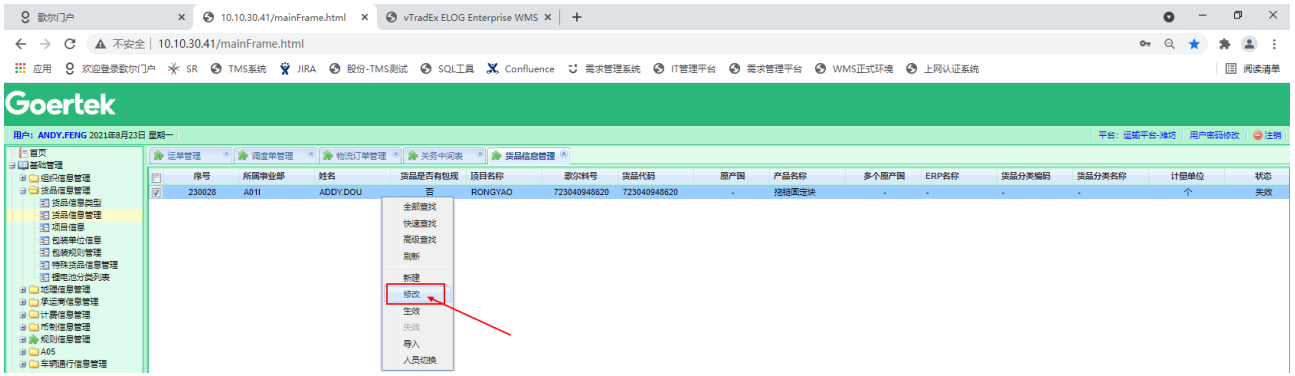 歌尔门户
10.10.30.41/mainFrame.html
vTradEx ELOG Enterprise WMS
不安全 | 10.10.30.41/mainFrame.html
应用 欢迎登录歌尔门户 SR TMS系统 JIRA 股份-TMS测试 SQL工具 Confluence 需求管理系统 IT管理平台 需求管理平台 WMS正式环境 上网认证系统 阅读清单
Goertek
用户: ANDY.FENG 2021年8月23日 星期一 平台: 运输平台-潍坊 用户密码修改 注销
首页
基础管理
组织信息管理
货品信息管理
货品信息类型
货品信息管理
项目信息
包装单位信息
包装规则管理
特殊货品信息管理
锂电池分类列表
地理信息管理
承运商信息管理
计费信息管理
币制信息管理
规则信息管理
A05
车辆通行信息管理
运单管理 调度单管理 物流订单管理 关务中间表 货品信息管理
序号 所属事业部 姓名 货品是否有包规 项目名称 歌尔料号 货品代码 原产国 产品名称 多个原产国 ERP名称 货品分类编码 货品分类名称 计量单位 状态
230028 A01I ADDY.DOU 否 RONGYAO 723040948620 723040948620 - 拖链固定块 - - - - 个 失效
全部查找
快速查找
高级查找
刷新
新建
修改
生效
失效
导入
人员切换